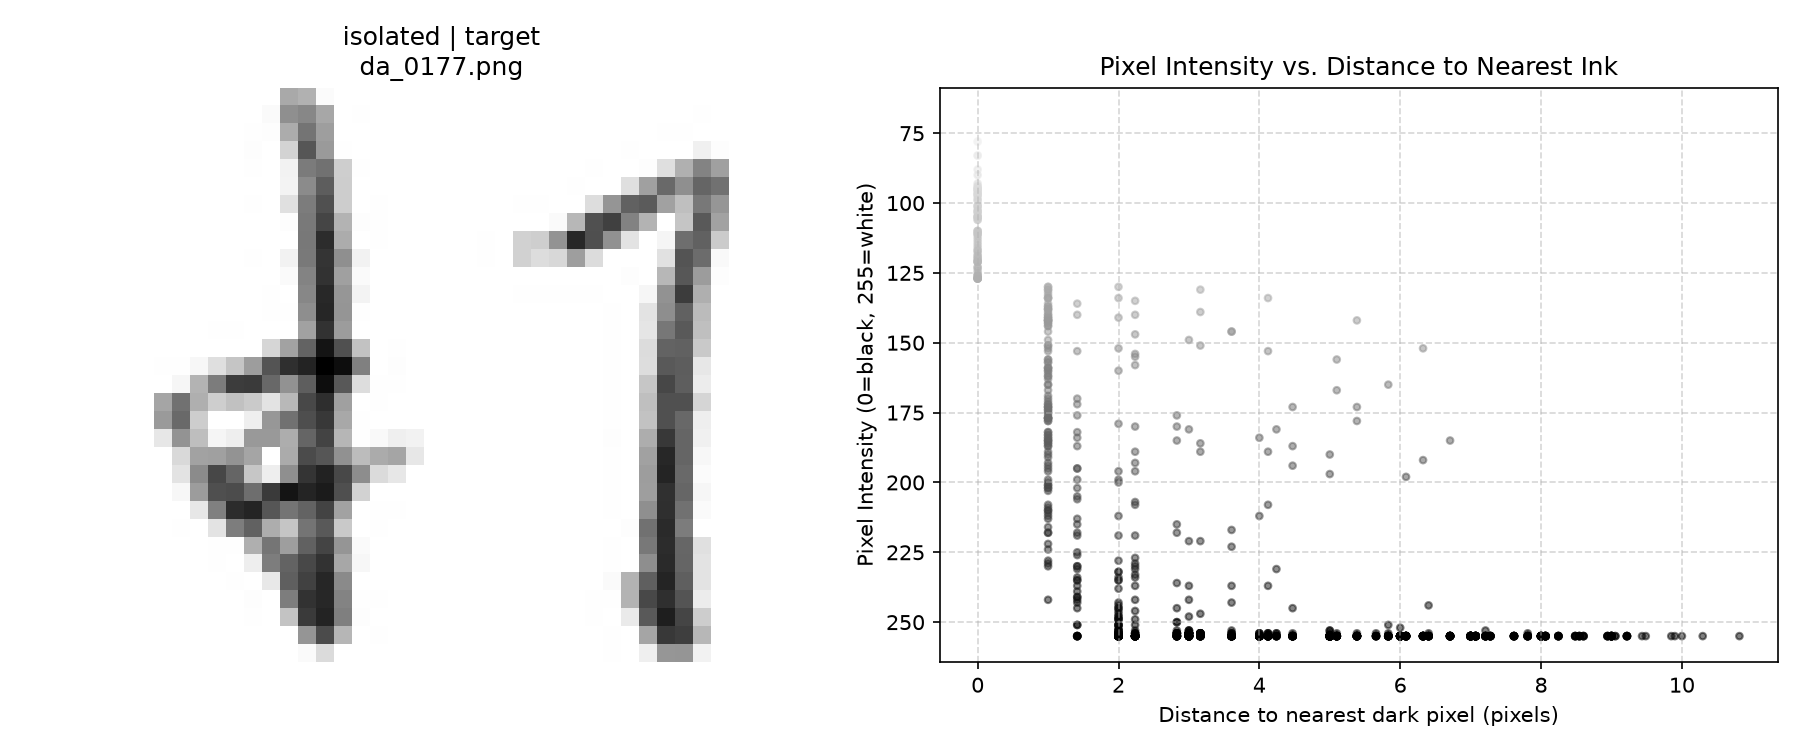 isolated | target
da_0177.png
Pixel Intensity vs. Distance to Nearest Ink
Pixel Intensity (0=black, 255=white)
75
100
125
150
175
200
225
250
0 2 4 6 8 10
Distance to nearest dark pixel (pixels)